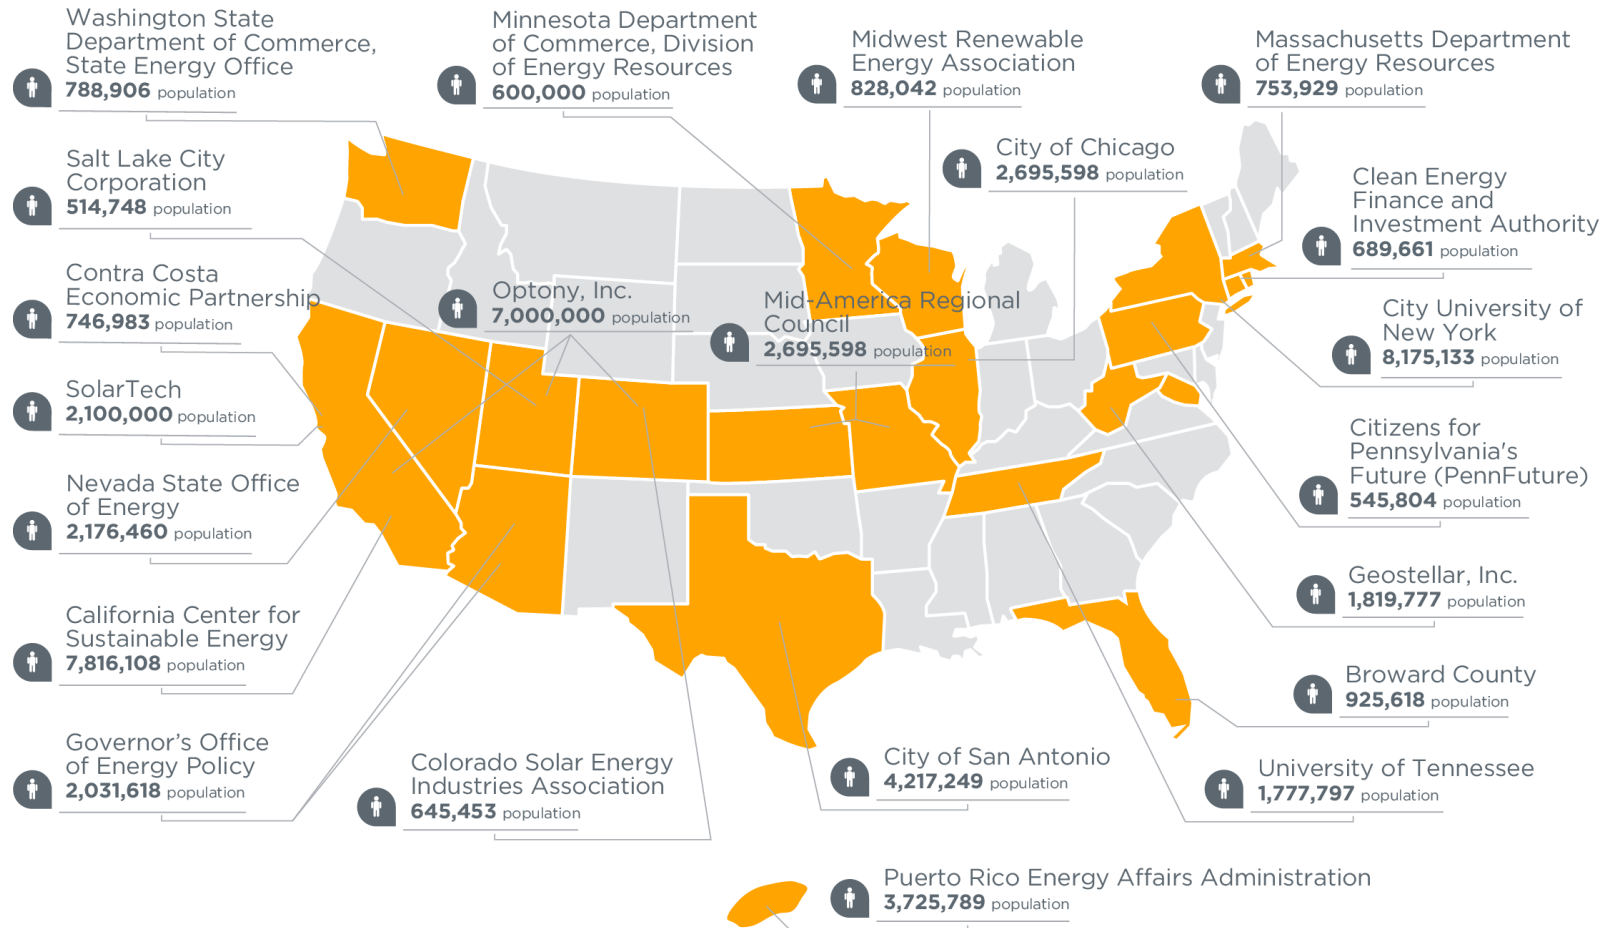 Washington State
Department of Commerce,
State Energy Office
788,906 population
Minnesota Department
of Commerce, Division
of Energy Resources
600,000 population
Midwest Renewable
Energy Association
828,042 population
Massachusetts Department
of Energy Resources
753,929 population
Salt Lake City
Corporation
514,748 population
City of Chicago
2,695,598 population
Clean Energy
Finance and
Investment Authority
689,661 population
Contra Costa
Economic Partnership
746,983 population
Optony, Inc.
7,000,000 population
Mid-America Regional
Council
2,695,598 population
City University of
New York
8,175,133 population
SolarTech
2,100,000 population
Citizens for
Pennsylvania's
Future (PennFuture)
545,804 population
Nevada State Office
of Energy
2,176,460 population
Geostellar, Inc.
1,819,777 population
California Center for
Sustainable Energy
7,816,108 population
Broward County
925,618 population
Governor's Office
of Energy Policy
2,031,618 population
Colorado Solar Energy
Industries Association
645,453 population
City of San Antonio
4,217,249 population
University of Tennessee
1,777,797 population
Puerto Rico Energy Affairs Administration
3,725,789 population